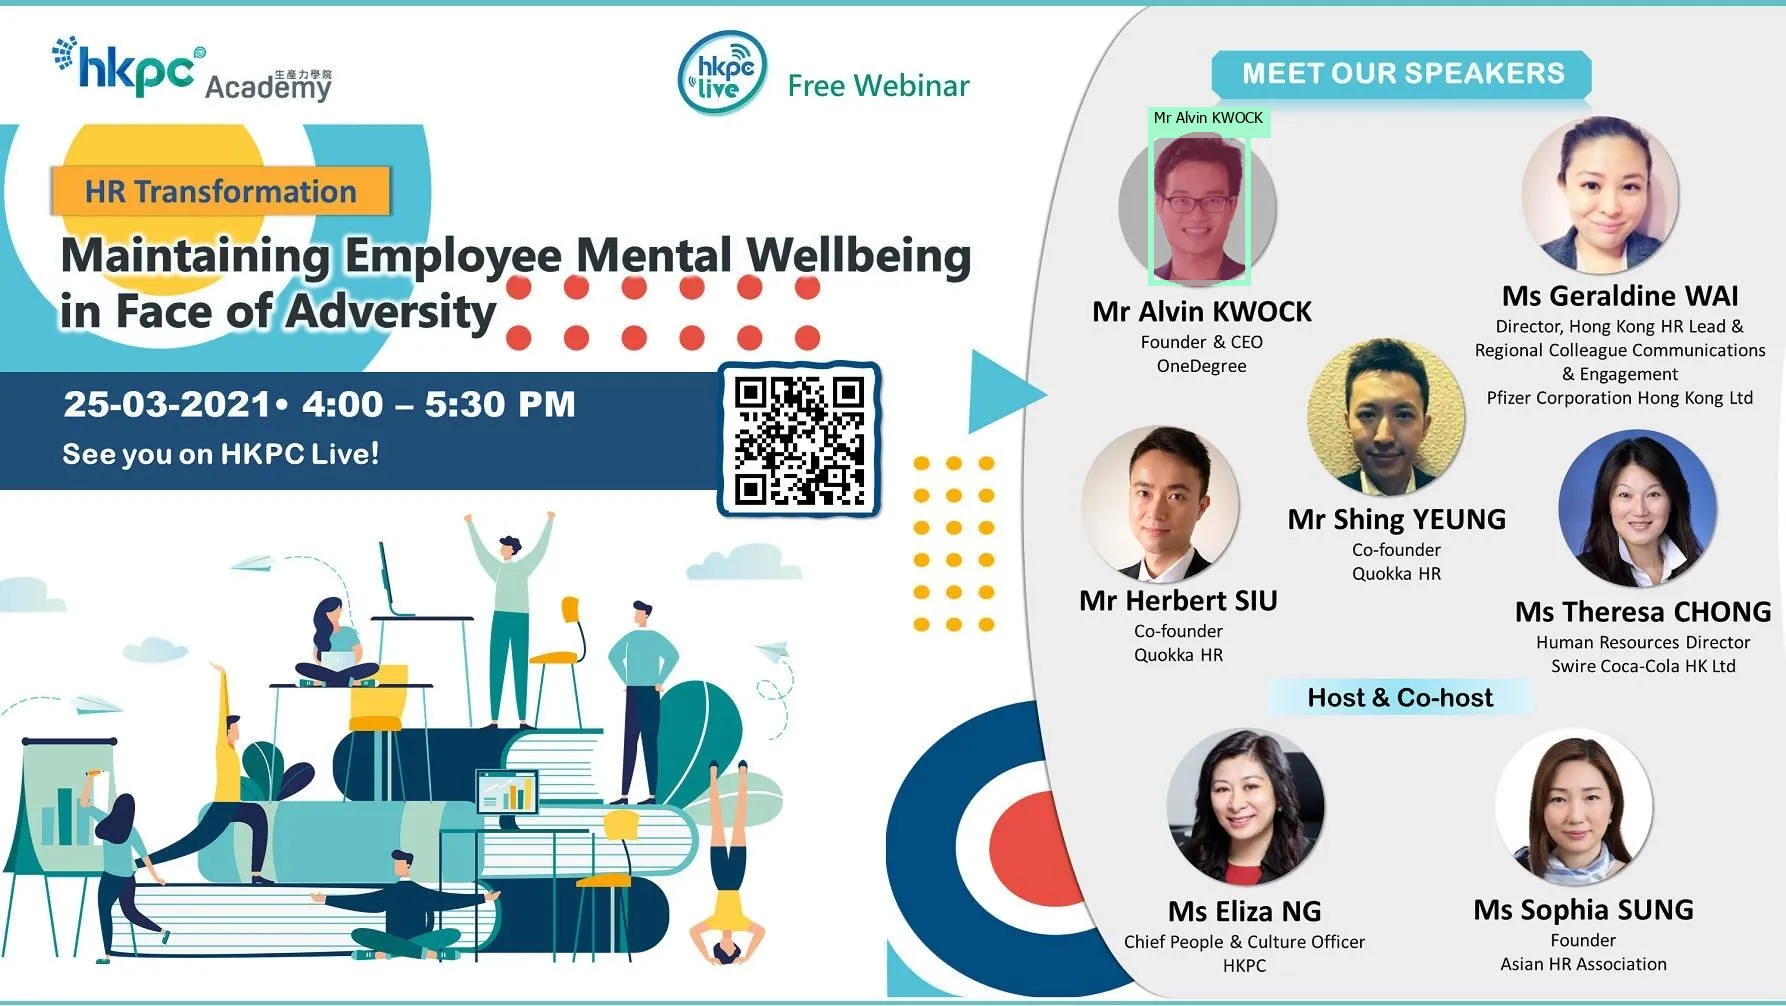 hkpc
生產力學院
Academy
hkpc
live
Free Webinar
HR Transformation
Maintaining Employee Mental Wellbeing
in Face of Adversity
25-03-2021• 4:00 – 5:30 PM
See you on HKPC Live!
MEET OUR SPEAKERS
Mr Alvin KWOCK
Mr Alvin KWOCK
Founder & CEO
OneDegree
Ms Geraldine WAI
Director, Hong Kong HR Lead &
Regional Colleague Communications
& Engagement
Pfizer Corporation Hong Kong Ltd
Mr Shing YEUNG
Co-founder
Quokka HR
Mr Herbert SIU
Co-founder
Quokka HR
Ms Theresa CHONG
Human Resources Director
Swire Coca-Cola HK Ltd
Host & Co-host
Ms Eliza NG
Chief People & Culture Officer
HKPC
Ms Sophia SUNG
Founder
Asian HR Association